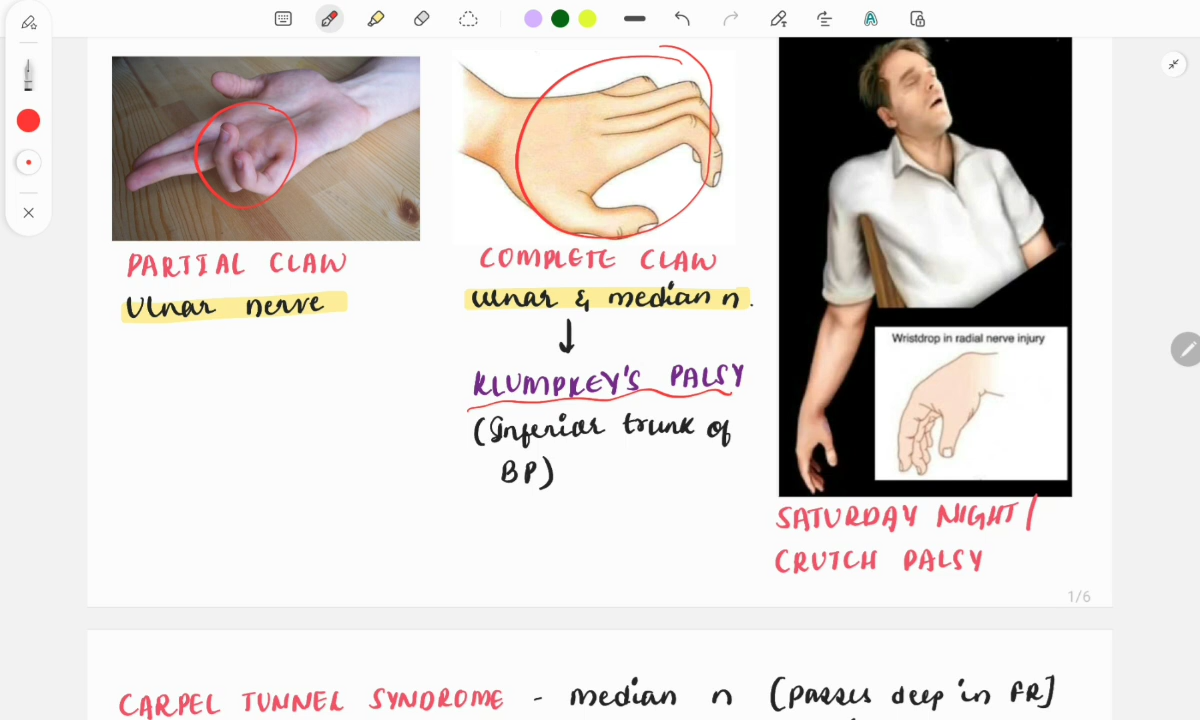 PARTIAL CLAW
Ulnar nerve
COMPLETE CLAW
Ulnar & median n.
↓
KLUMPKEY'S PALSY
(Inferior trunk of
BP)
Wristdrop in radial nerve injury
SATURDAY NIGHT/
CRUTCH PALSY
1/6
CARPEL TUNNEL SYNDROME - median n (passes deep in FR]